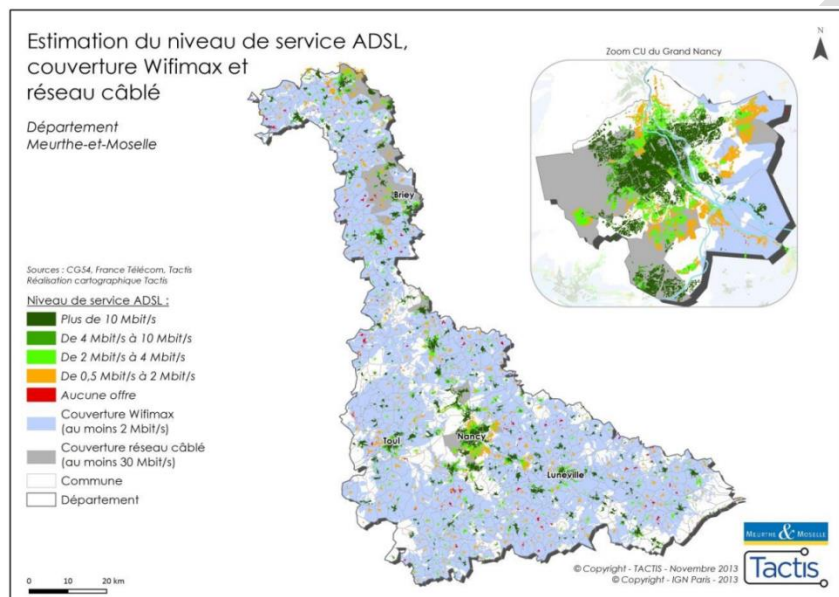 Estimation du niveau de service ADSL,
couverture Wifimax et
réseau câblé
Département
Meurthe-et-Moselle
Zoom CU du Grand Nancy
N
Briey
Sources : CG54, France Télécom, Tactis
Réalisation cartographique Tactis
Niveau de service ADSL :
Plus de 10 Mbit/s
De 4 Mbit/s à 10 Mbit/s
De 2 Mbit/s à 4 Mbit/s
De 0,5 Mbit/s à 2 Mbit/s
Aucune offre
Couverture Wifimax
(au moins 2 Mbit/s)
Couverture réseau câblé
(au moins 30 Mbit/s)
Commune
Département
Toul
Nancy
Luneville
0 10 20 km
MEURTHE & MOSELLE
© Copyright - TACTIS - Novembre 2013
© Copyright - IGN Paris - 2013
Tactis